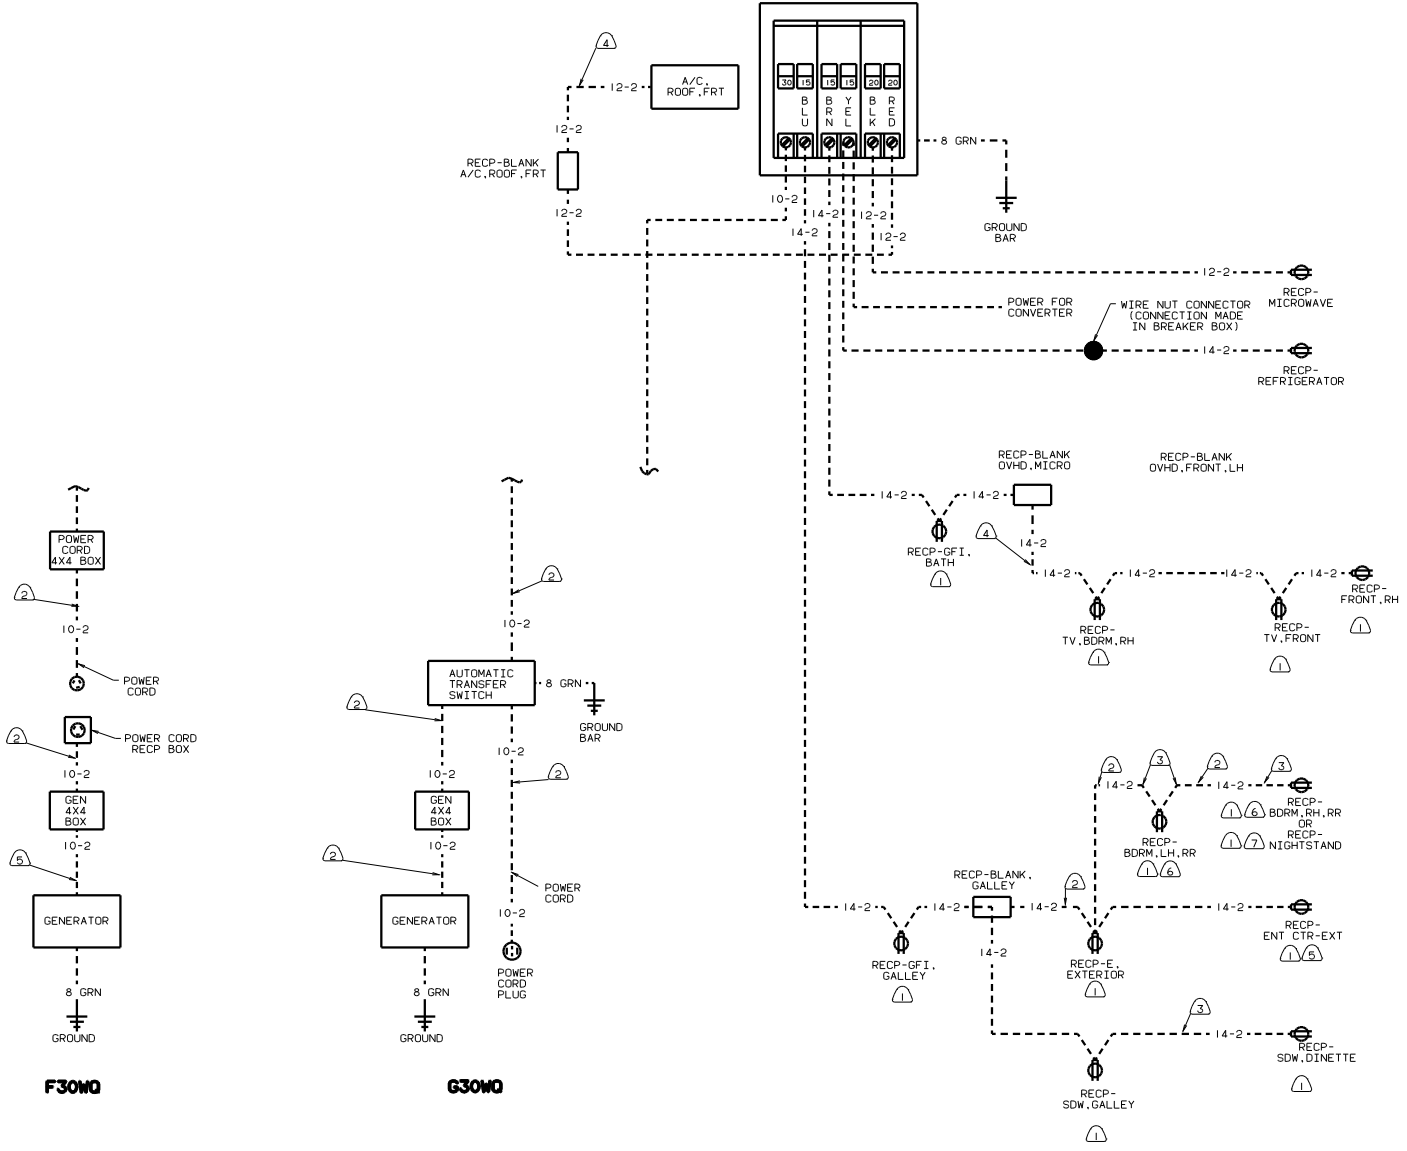 4
A/C,
ROOF,FRT
12-2
12-2
RECP-BLANK
A/C,ROOF,FRT
12-2
30
15
15
15
20
20
BLU
BRN
YEL
BLK
RED
8 GRN
GROUND
BAR
10-2
14-2
14-2
12-2
12-2
12-2
RECP-
MICROWAVE
POWER FOR
CONVERTER
WIRE NUT CONNECTOR
(CONNECTION MADE
IN BREAKER BOX)
14-2
RECP-
REFRIGERATOR
RECP-BLANK
OVHD,MICRO
RECP-BLANK
OVHD,FRONT,LH
14-2
14-2
RECP-GFI,
BATH
1
4
14-2
14-2
14-2
14-2
14-2
RECP-
TV,BDRM,RH
1
RECP-
TV,FRONT
1
RECP-
FRONT,RH
1
POWER
CORD
4X4 BOX
2
10-2
POWER
CORD
POWER CORD
RECP BOX
2
10-2
GEN
4X4
BOX
10-2
5
GENERATOR
8 GRN
GROUND
F30WQ
2
10-2
AUTOMATIC
TRANSFER
SWITCH
8 GRN
GROUND
BAR
2
10-2
10-2
2
GEN
4X4
BOX
10-2
2
GENERATOR
POWER
CORD
10-2
POWER
CORD
PLUG
8 GRN
GROUND
G30WQ
2
3
2
3
14-2
14-2
RECP-
BDRM,RH,RR
OR
RECP-
NIGHTSTAND
1
6
1
7
RECP-
BDRM,LH,RR
1
6
RECP-BLANK,
GALLEY
2
14-2
14-2
14-2
14-2
RECP-GFI,
GALLEY
1
14-2
RECP-E,
EXTERIOR
1
RECP-
ENT CTR-EXT
1
5
3
14-2
RECP-
SDW,DINETTE
1
RECP-
SDW,GALLEY
1